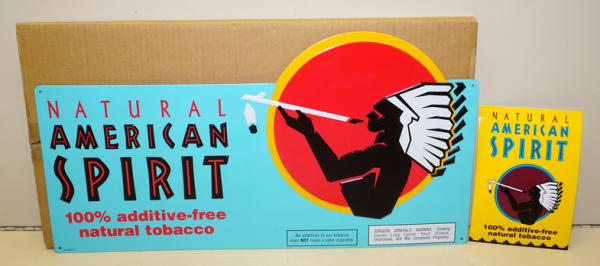 NATURAL
AMERICAN
SPIRIT
100% additive-free
natural tobacco
No additives in our tobacco
does NOT mean a safer cigarette.
SURGEON GENERAL'S WARNING: Smoking
Causes Lung Cancer, Heart Disease,
Emphysema, And May Complicate Pregnancy.
NATURAL
AMERICAN
SPIRIT
100% additive-free
natural tobacco